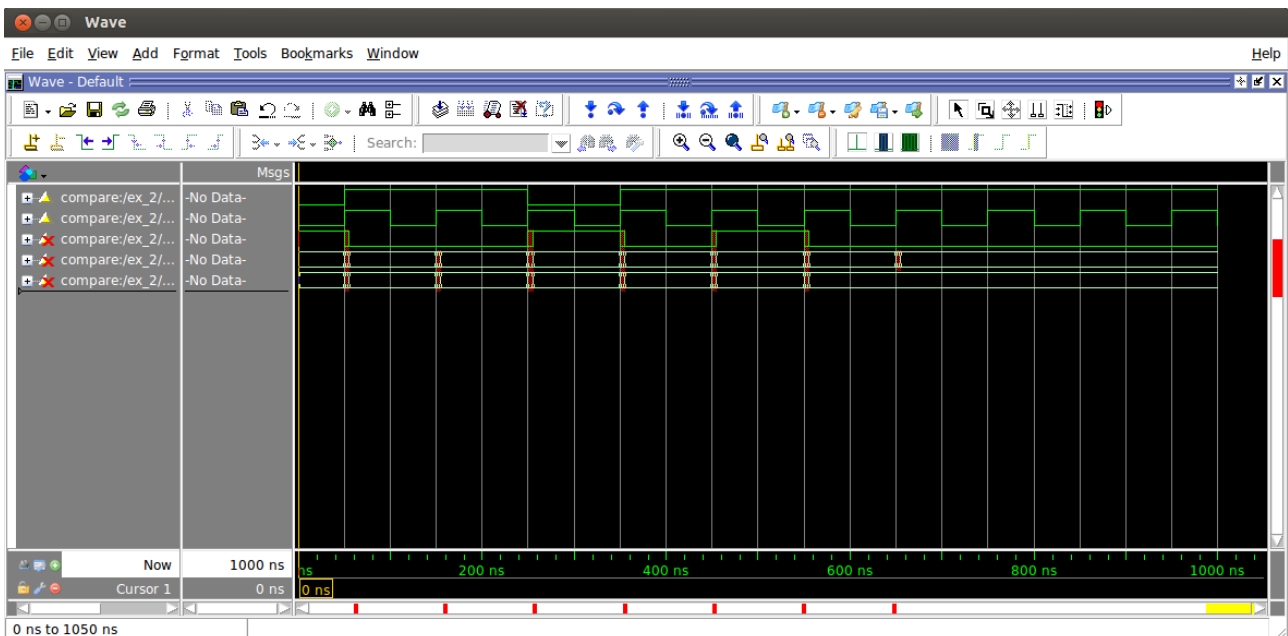 Wave
File Edit View Add Format Tools Bookmarks Window Help
Wave - Default
Search:
Msgs
compare:/ex_2/... -No Data-
compare:/ex_2/... -No Data-
compare:/ex_2/... -No Data-
compare:/ex_2/... -No Data-
compare:/ex_2/... -No Data-
Now 1000 ns
ns 200 ns 400 ns 600 ns 800 ns 1000 ns
Cursor 1 0 ns 0 ns
0 ns to 1050 ns